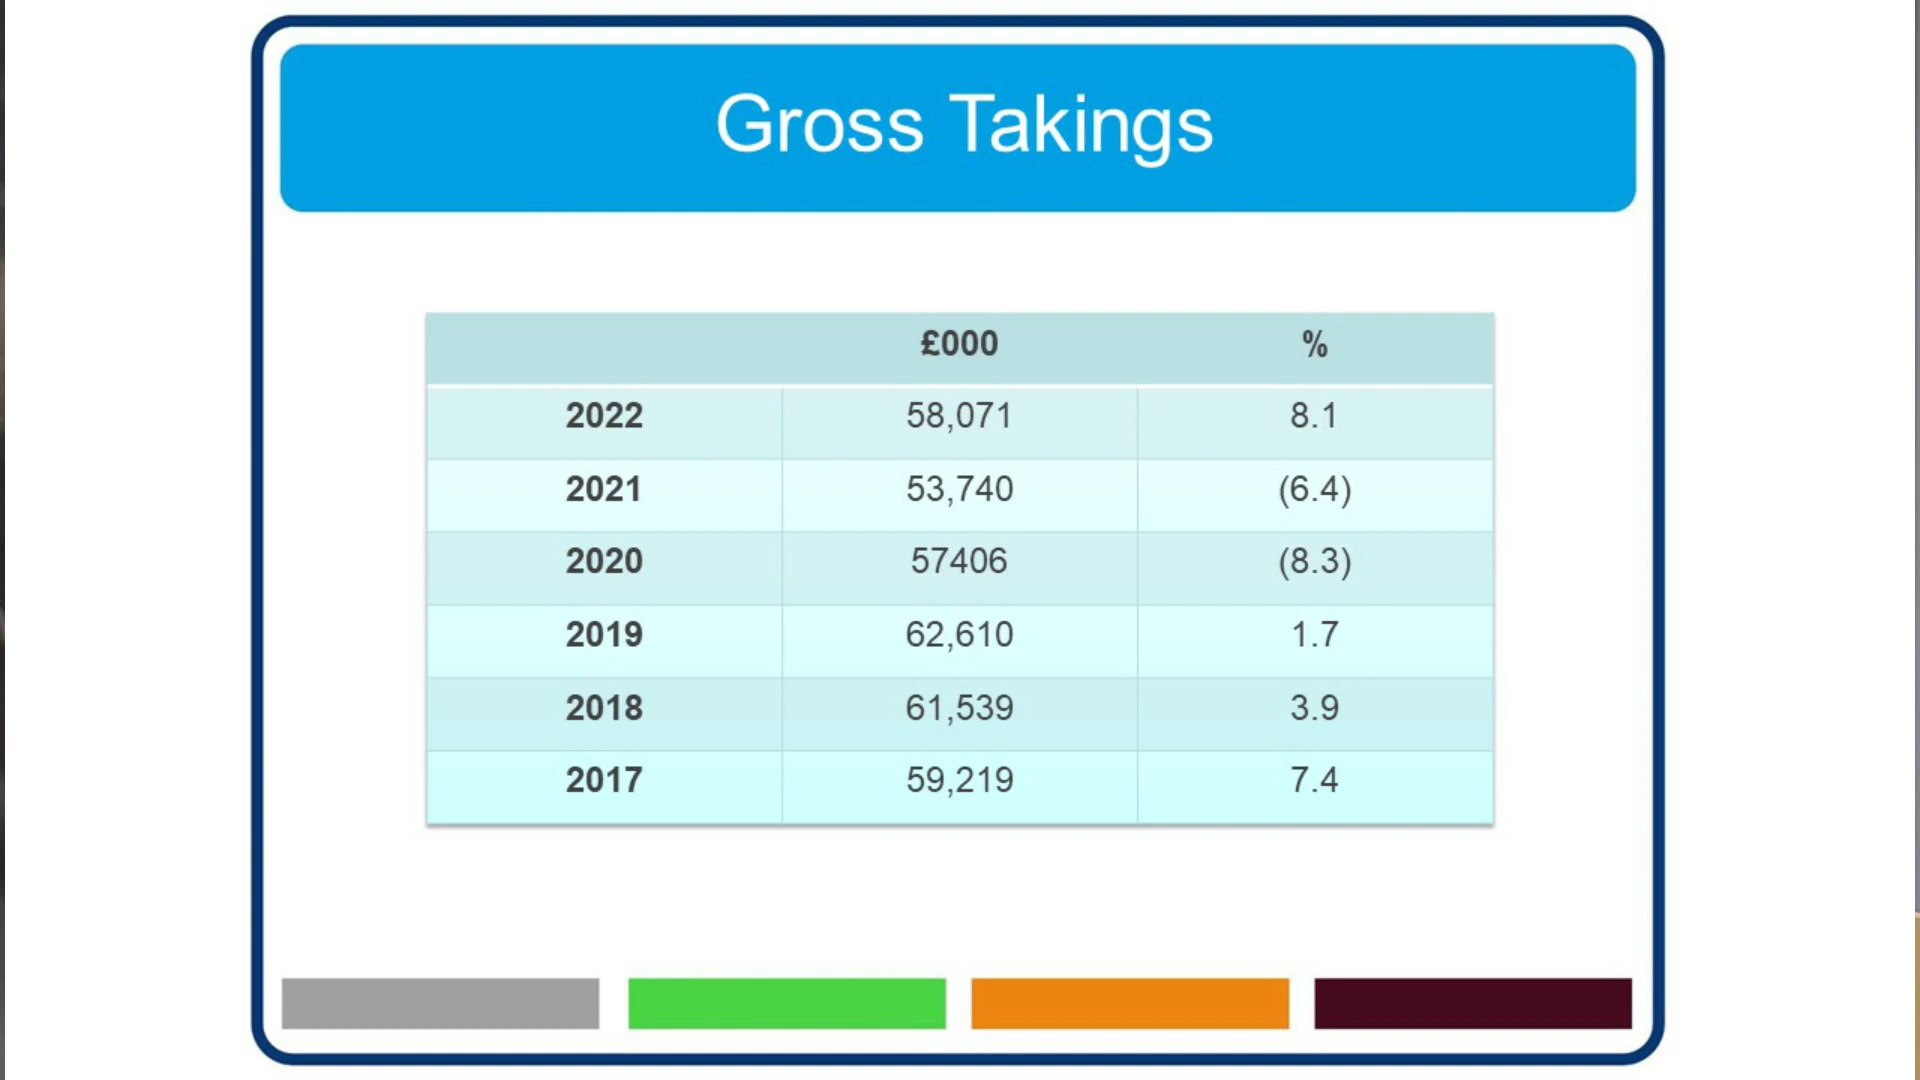 Gross Takings
£000 %
2022 58,071 8.1
2021 53,740 (6.4)
2020 57406 (8.3)
2019 62,610 1.7
2018 61,539 3.9
2017 59,219 7.4